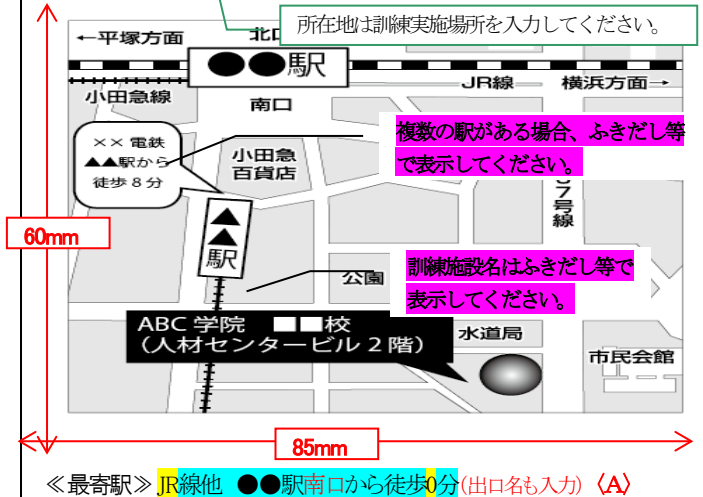 所在地は訓練実施場所を入力してください。
←平塚方面
北口
●●駅
JR線
横浜方面→
小田急線
南口
複数の駅がある場合、ふきだし等
で表示してください。
×× 電鉄
▲▲駅から
徒歩8分
小田急
百貨店
7号線
60mm
▲▲駅
訓練施設名はふきだし等で
表示してください。
公園
ABC 学院 ■■校
(人材センタービル 2 階)
水道局
市民会館
85mm
≪最寄駅≫ JR線他 ●●駅南口から徒歩0分(出口名も入力)〈A〉